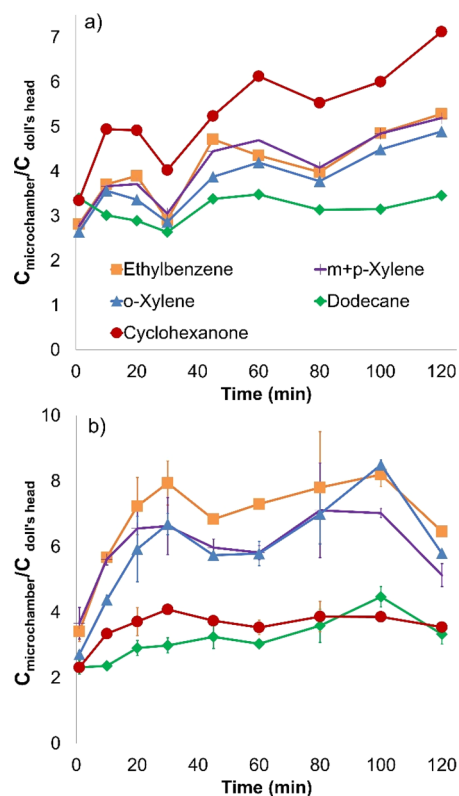 a)
C microchamber/C doll's head
7
6
5
4
3
2
1
0
Ethylbenzene
m+p-Xylene
o-Xylene
Dodecane
Cyclohexanone
0 20 40 60 80 100 120
Time (min)
b)
C microchamber/C doll's head
10
8
6
4
2
0
0 20 40 60 80 100 120
Time (min)